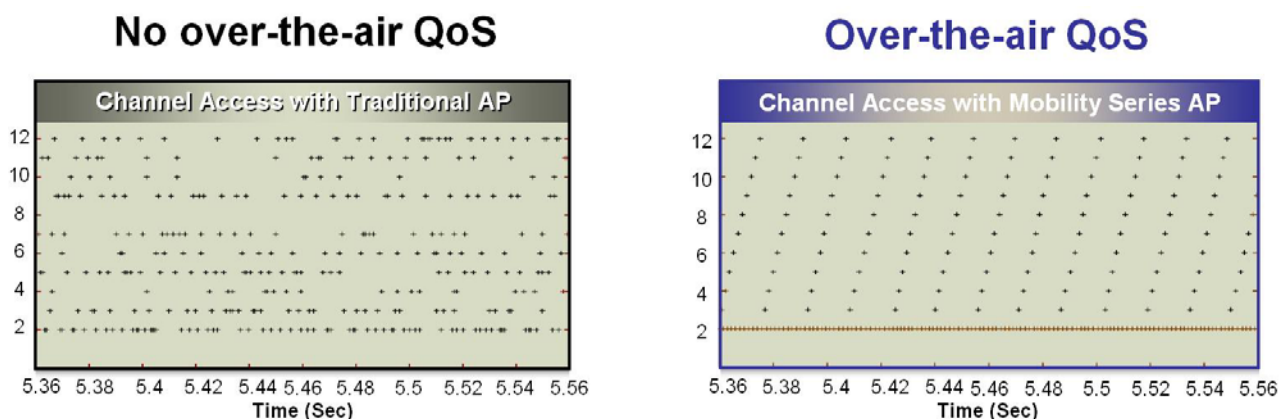 No over-the-air QoS
Channel Access with Traditional AP
12
10
8
6
4
2
5.36 5.38 5.4 5.42 5.44 5.46 5.48 5.5 5.52 5.54 5.56
Time (Sec)
Over-the-air QoS
Channel Access with Mobility Series AP
12
10
8
6
4
2
5.36 5.38 5.4 5.42 5.44 5.46 5.48 5.5 5.52 5.54 5.56
Time (Sec)